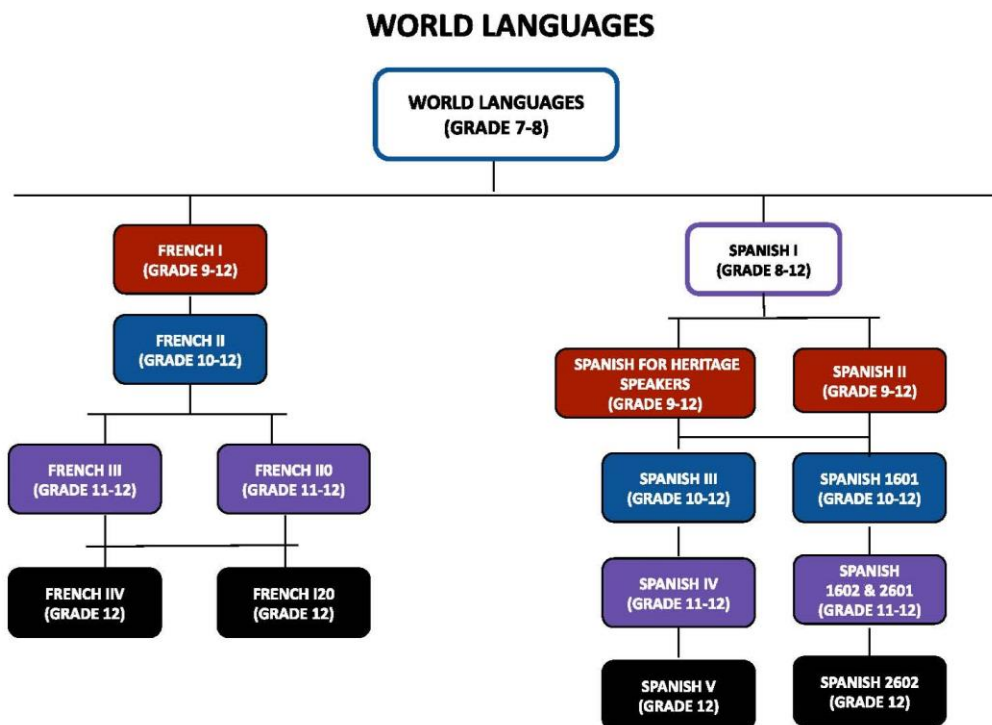 WORLD LANGUAGES
WORLD LANGUAGES
(GRADE 7-8)
FRENCH I
(GRADE 9-12)
FRENCH II
(GRADE 10-12)
FRENCH III
(GRADE 11-12)
FRENCH II0
(GRADE 11-12)
FRENCH IIV
(GRADE 12)
FRENCH I20
(GRADE 12)
SPANISH I
(GRADE 8-12)
SPANISH FOR HERITAGE
SPEAKERS
(GRADE 9-12)
SPANISH II
(GRADE 9-12)
SPANISH III
(GRADE 10-12)
SPANISH 1601
(GRADE 10-12)
SPANISH IV
(GRADE 11-12)
SPANISH
1602 & 2601
(GRADE 11-12)
SPANISH V
(GRADE 12)
SPANISH 2602
(GRADE 12)